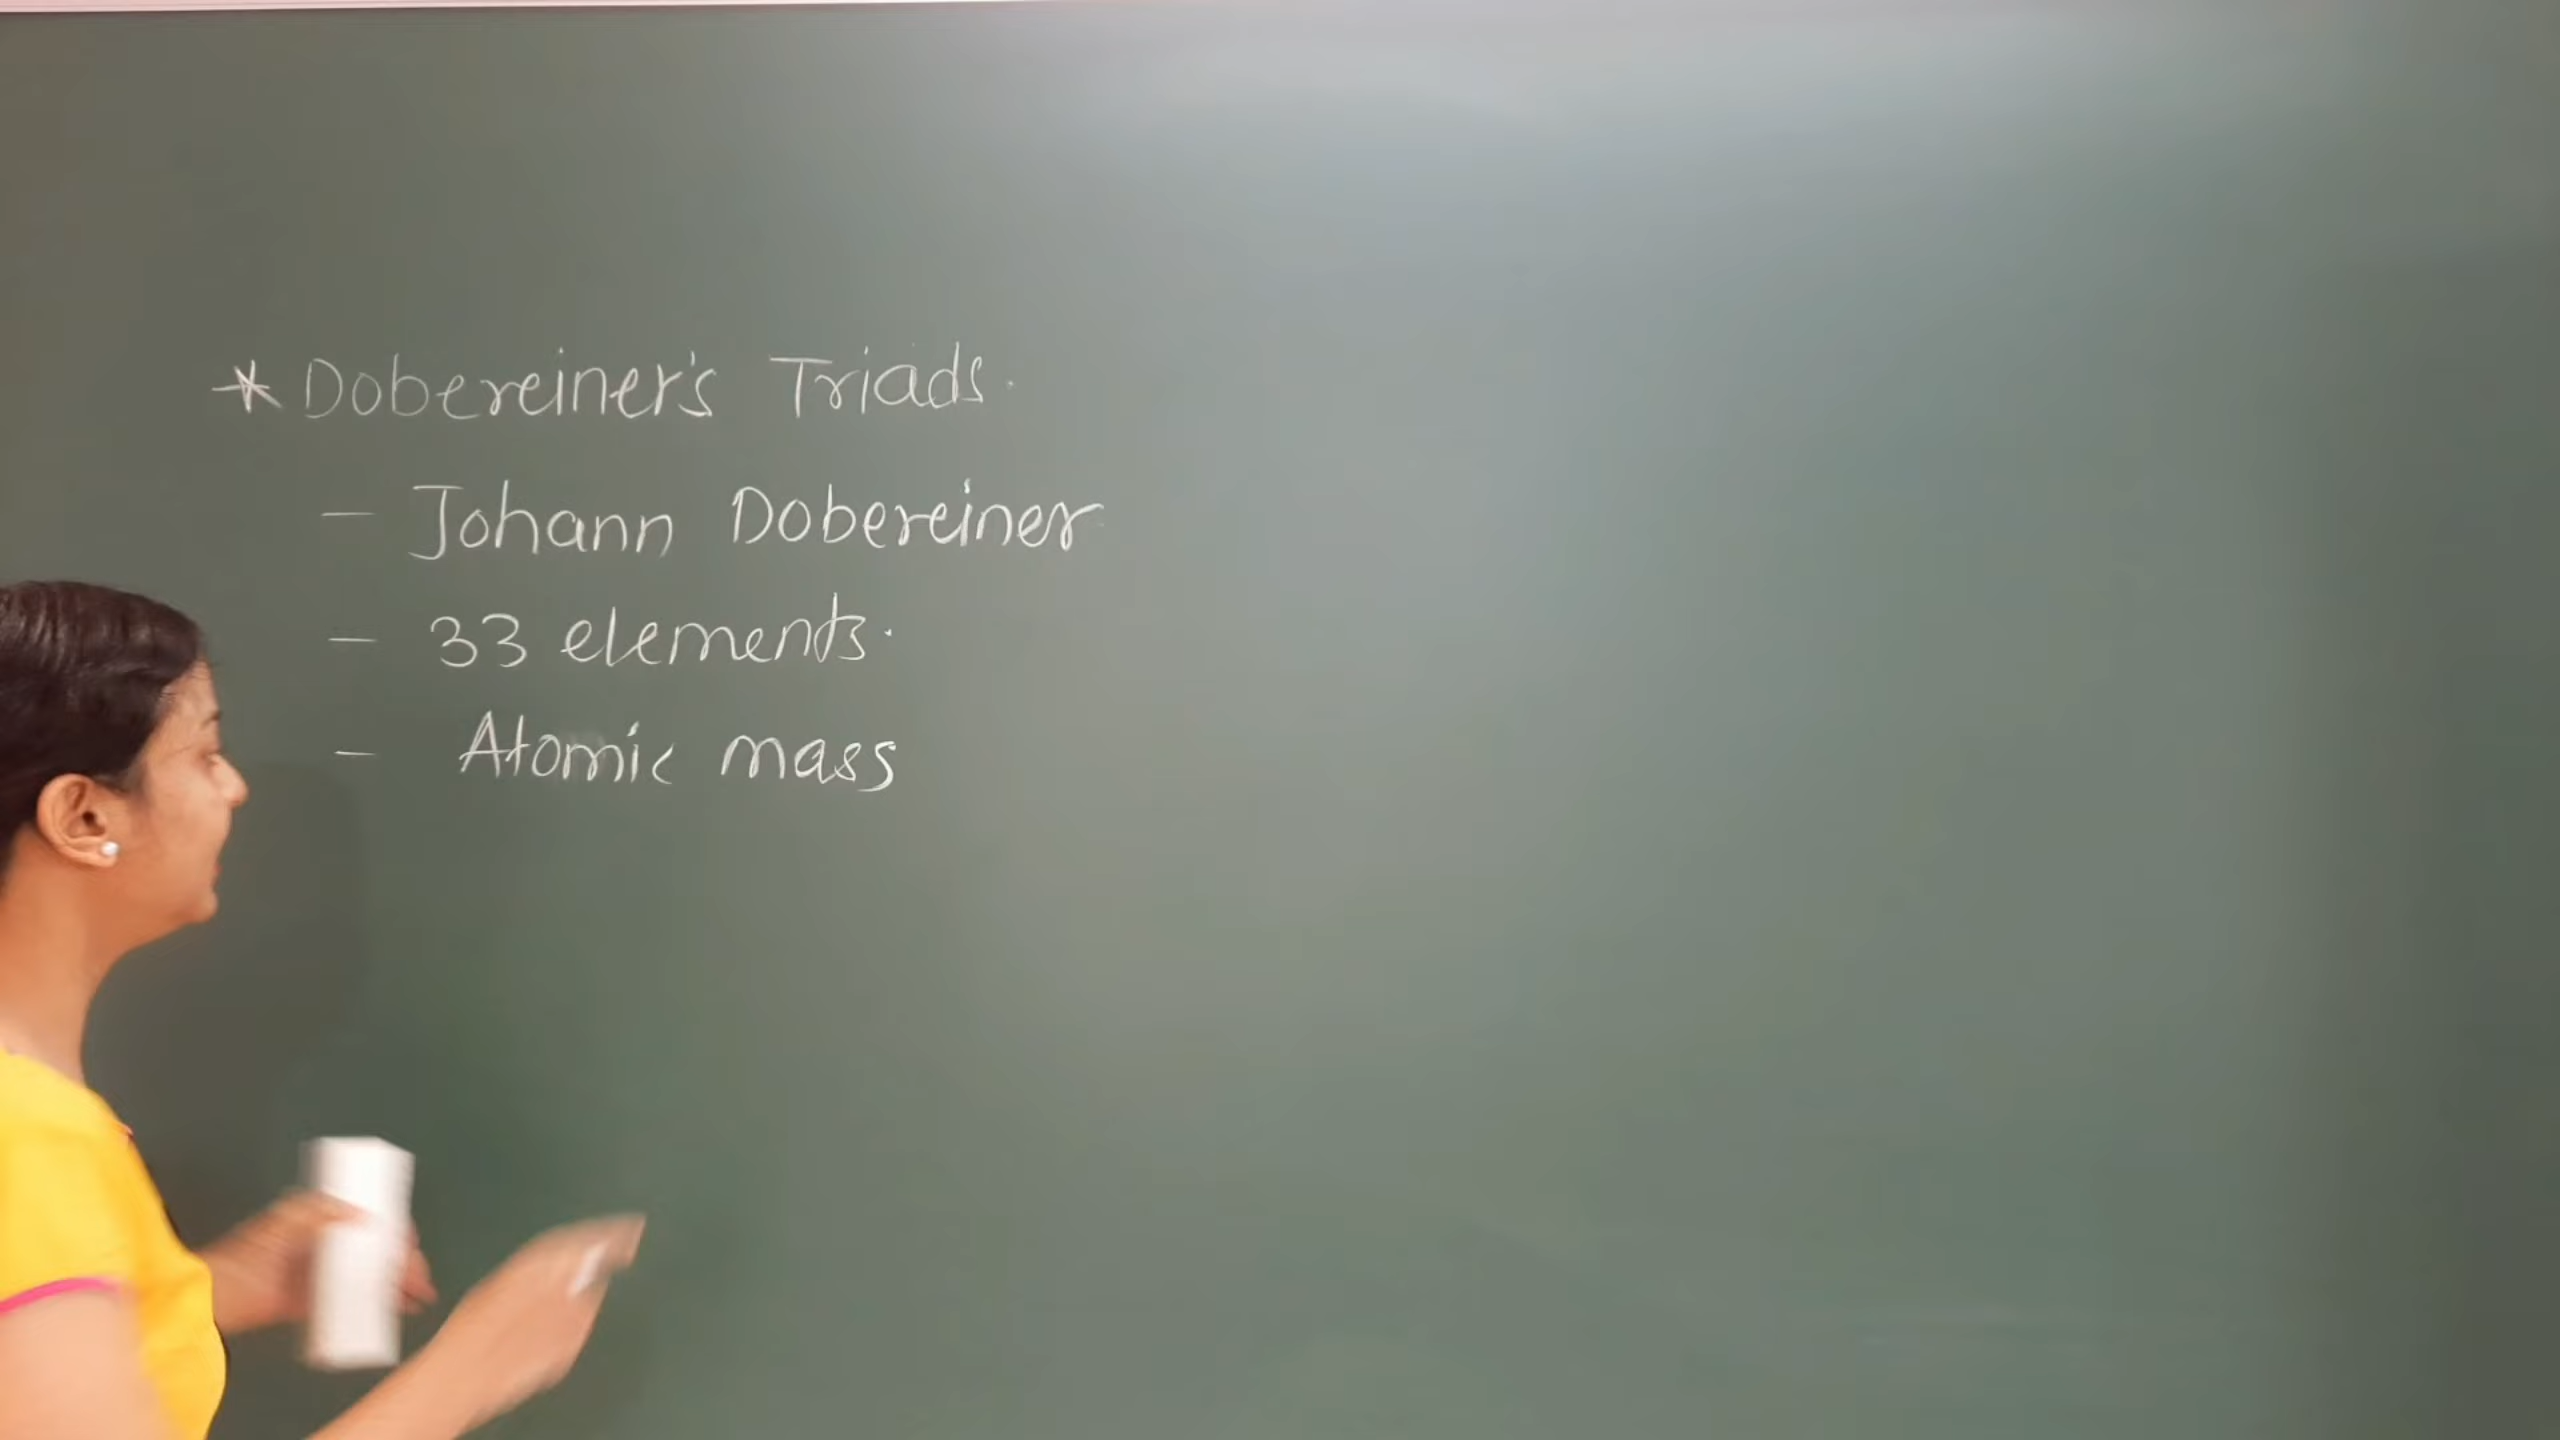 * Dobereiner's Triads.
- Johann Dobereiner
- 33 elements.
- Atomic mass